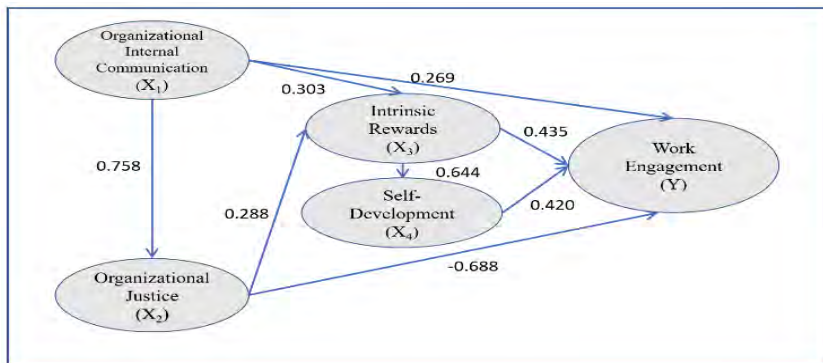 Organizational
Internal
Communication
(X₁)
0.269
0.303
Intrinsic
Rewards
(X₃)
0.435
Work
Engagement
(Y)
0.758
0.644
Self-
Development
(X₄)
0.420
0.288
-0.688
Organizational
Justice
(X₂)